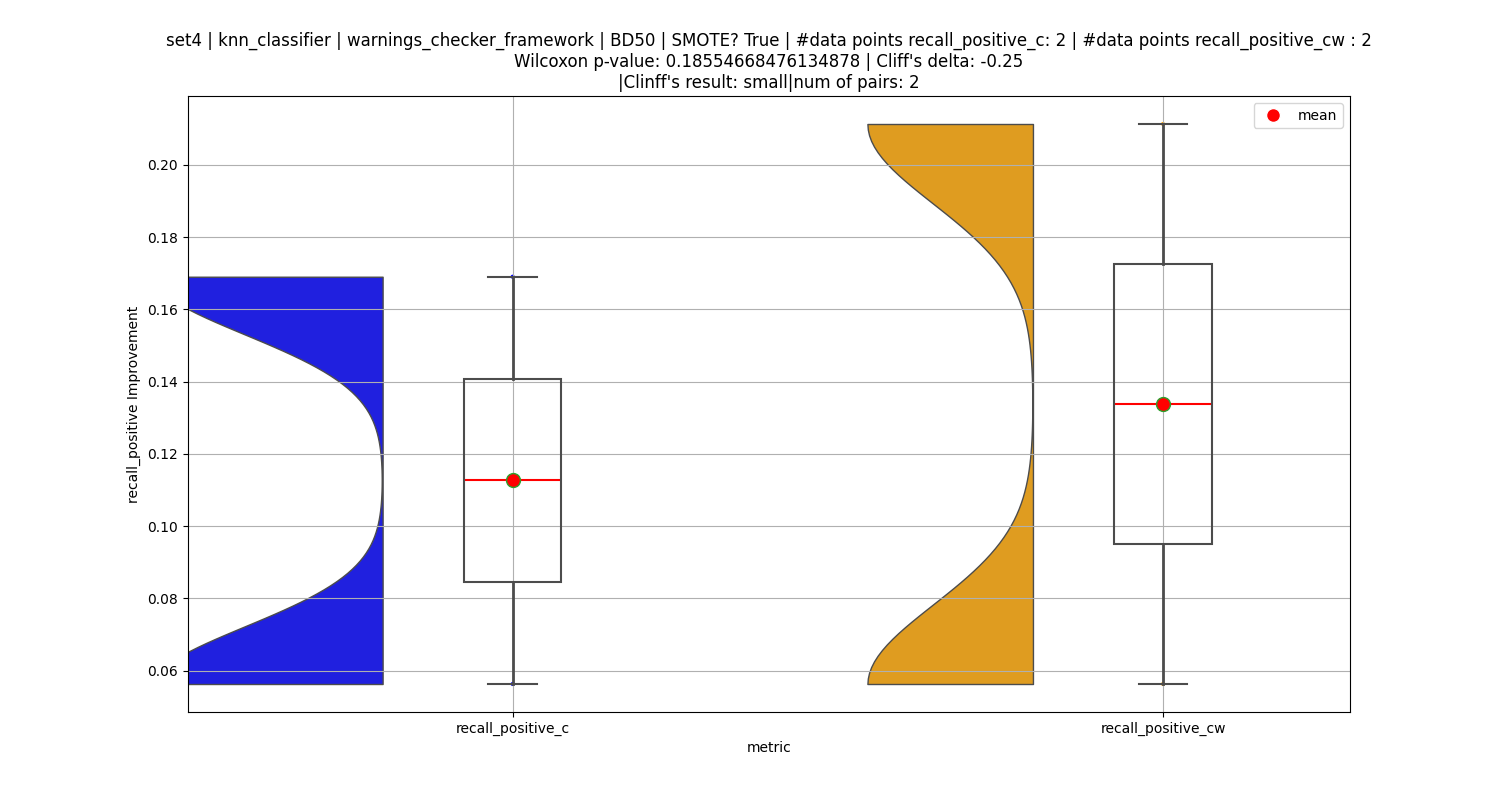 set4 | knn_classifier | warnings_checker_framework | BD50 | SMOTE? True | #data points recall_positive_c: 2 | #data points recall_positive_cw : 2
Wilcoxon p-value: 0.18554668476134878 | Cliff's delta: -0.25
|Clinff's result: small|num of pairs: 2
mean
0.20
0.18
0.16
0.14
0.12
0.10
0.08
0.06
recall_positive Improvement
recall_positive_c
recall_positive_cw
metric